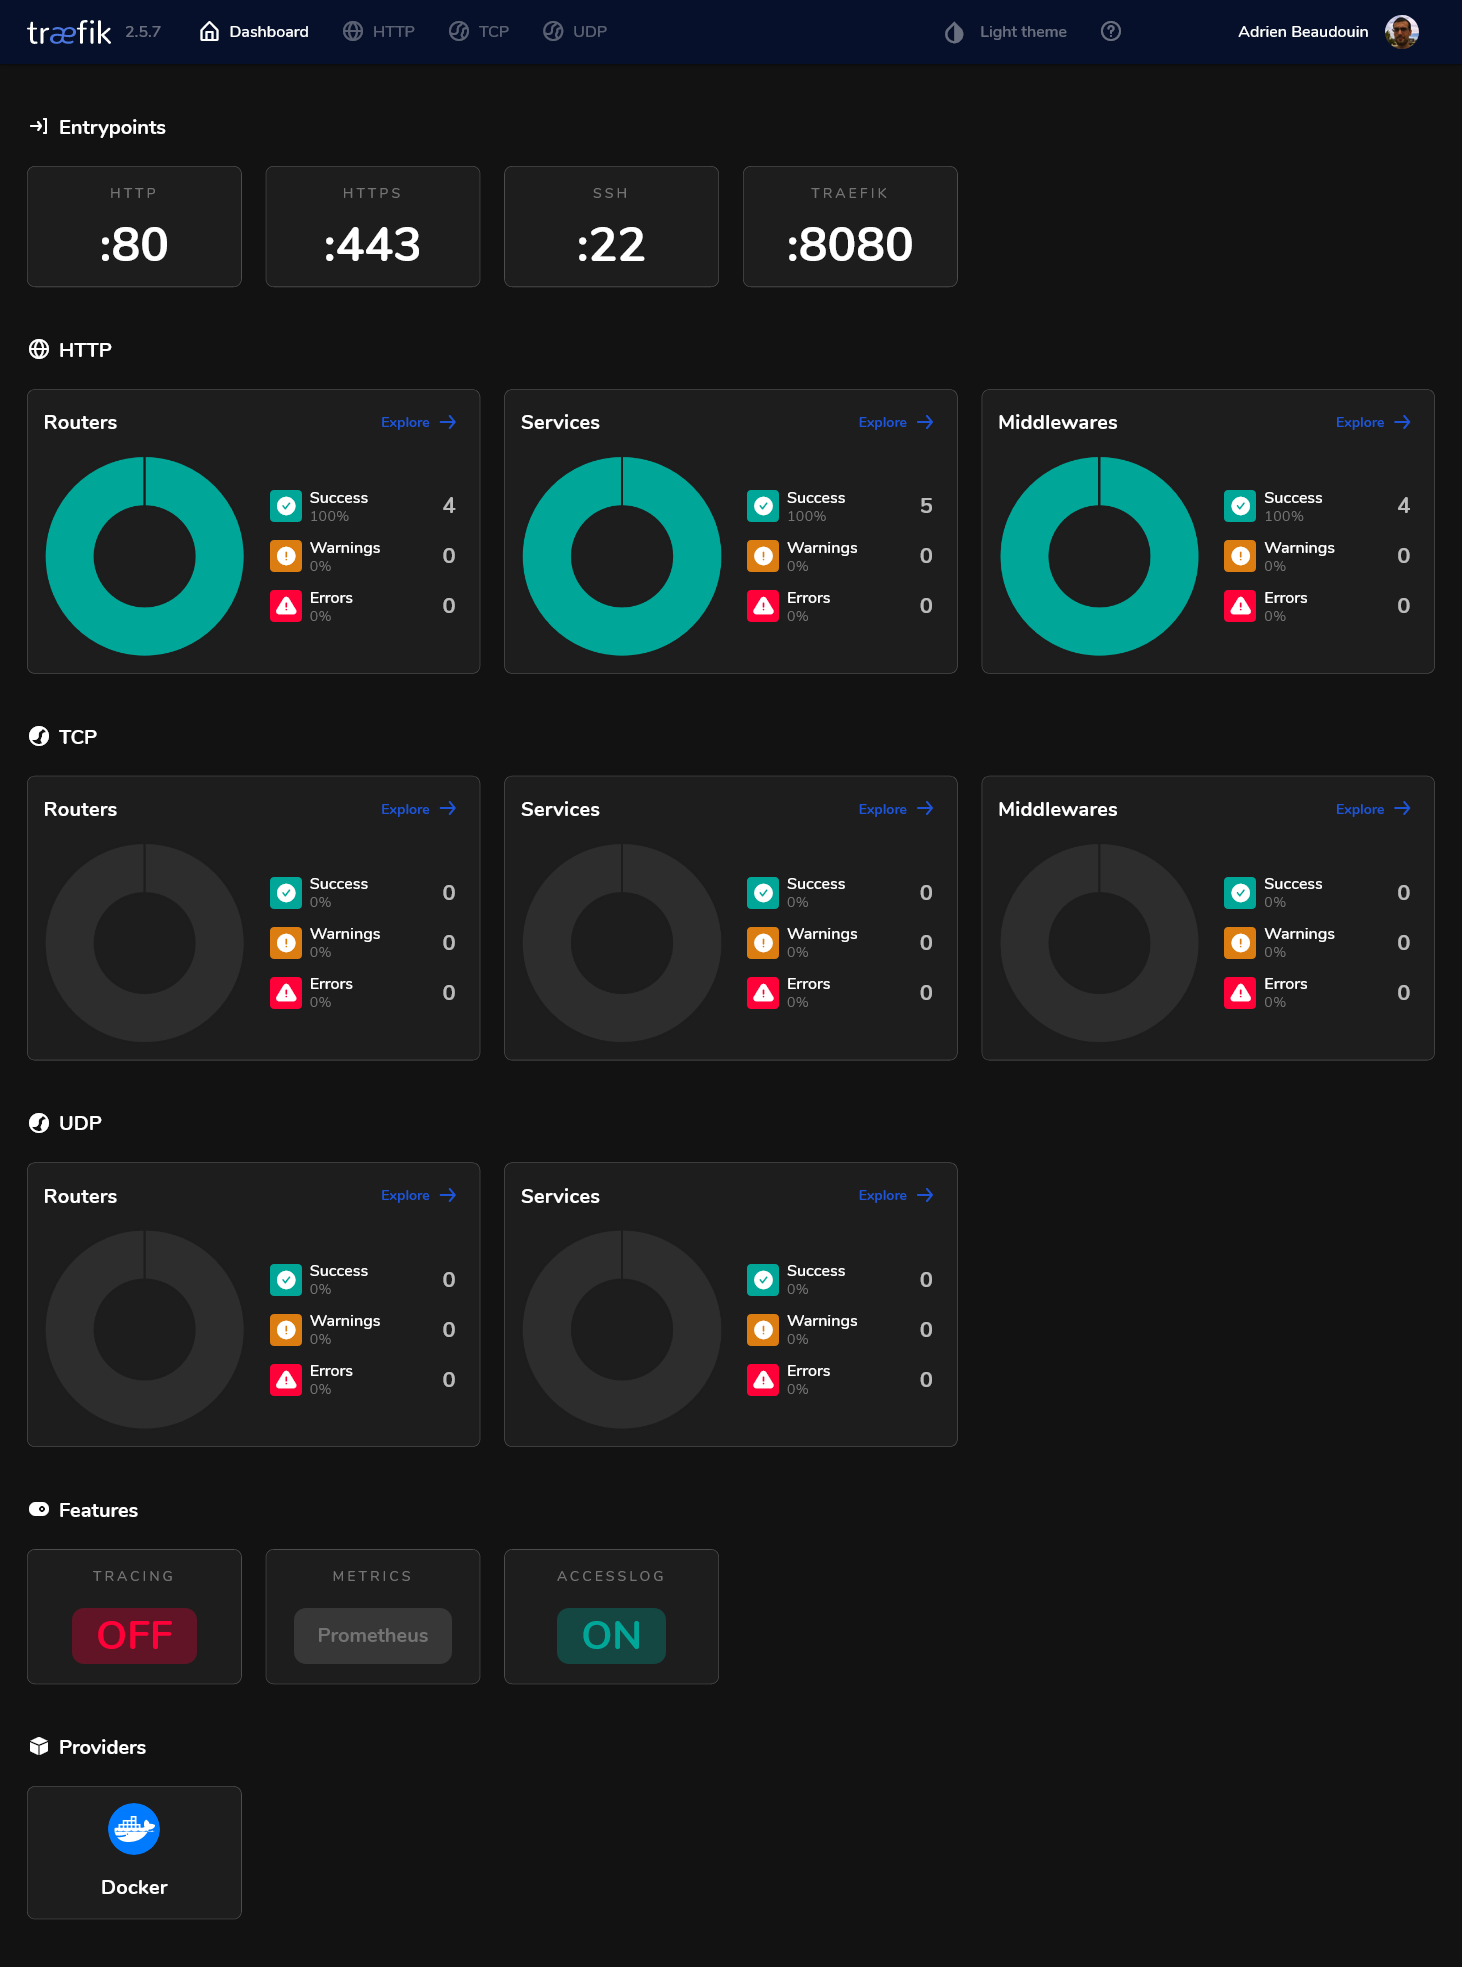 træfik 2.5.7 Dashboard HTTP TCP UDP Light theme Adrien Beaudouin
Entrypoints
HTTP HTTPS SSH TRAEFIK
:80 :443 :22 :8080
HTTP
Routers Explore
Success 4
100%
Warnings 0
0%
Errors 0
0%
Services Explore
Success 5
100%
Warnings 0
0%
Errors 0
0%
Middlewares Explore
Success 4
100%
Warnings 0
0%
Errors 0
0%
TCP
Routers Explore
Success 0
0%
Warnings 0
0%
Errors 0
0%
Services Explore
Success 0
0%
Warnings 0
0%
Errors 0
0%
Middlewares Explore
Success 0
0%
Warnings 0
0%
Errors 0
0%
UDP
Routers Explore
Success 0
0%
Warnings 0
0%
Errors 0
0%
Services Explore
Success 0
0%
Warnings 0
0%
Errors 0
0%
Features
TRACING METRICS ACCESSLOG
OFF Prometheus ON
Providers
Docker